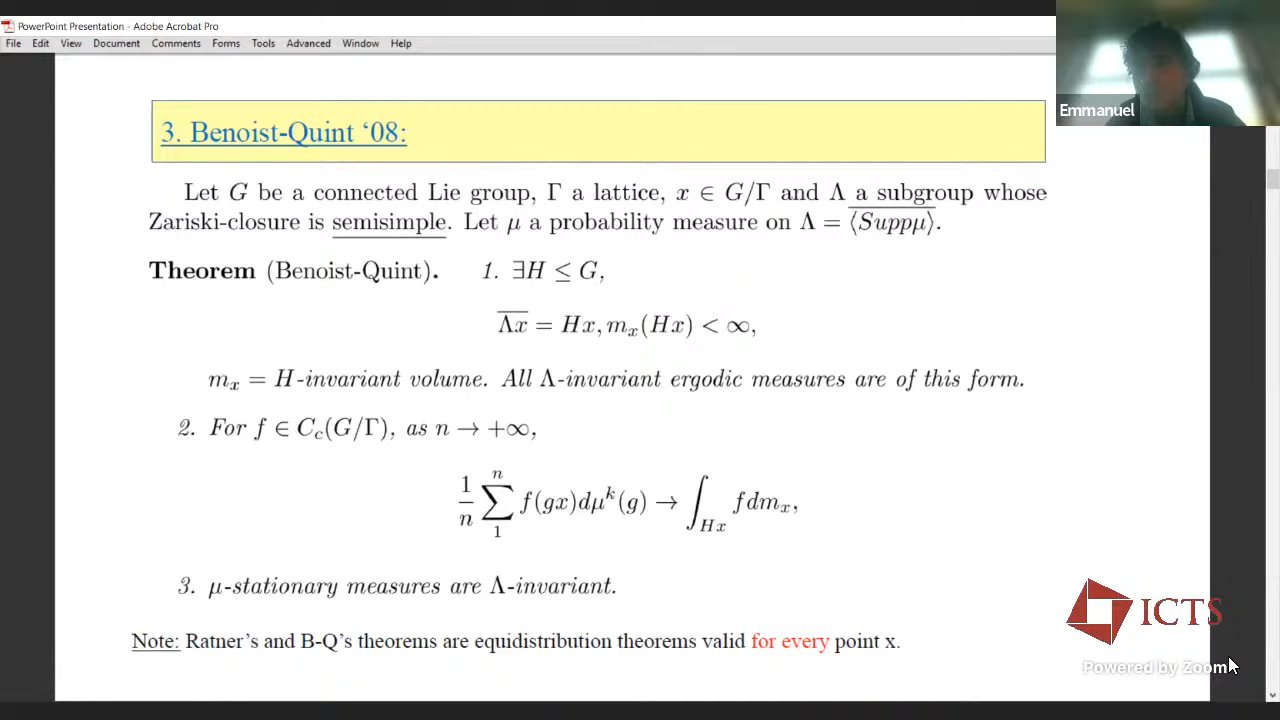 PowerPoint Presentation - Adobe Acrobat Pro
File Edit View Document Comments Forms Tools Advanced Window Help
Emmanuel
3. Benoist-Quint ‘08:
Let G be a connected Lie group, Γ a lattice, x ∈ G/Γ and Λ a subgroup whose
Zariski-closure is semisimple. Let μ a probability measure on Λ = \overline{⟨Suppμ⟩}.
Theorem (Benoist-Quint). 1. ∃H ≤ G,
\overline{Λx} = Hx, m_x(Hx) < ∞,
m_x = H-invariant volume. All Λ-invariant ergodic measures are of this form.
2. For f ∈ C_c(G/Γ), as n → +∞,
\frac{1}{n} \sum_{1}^{n} f(gx)dμ^k(g) → \int_{Hx} fdm_x,
3. μ-stationary measures are Λ-invariant.
Note: Ratner's and B-Q's theorems are equidistribution theorems valid for every point x.
ICTS
Powered by Zoom